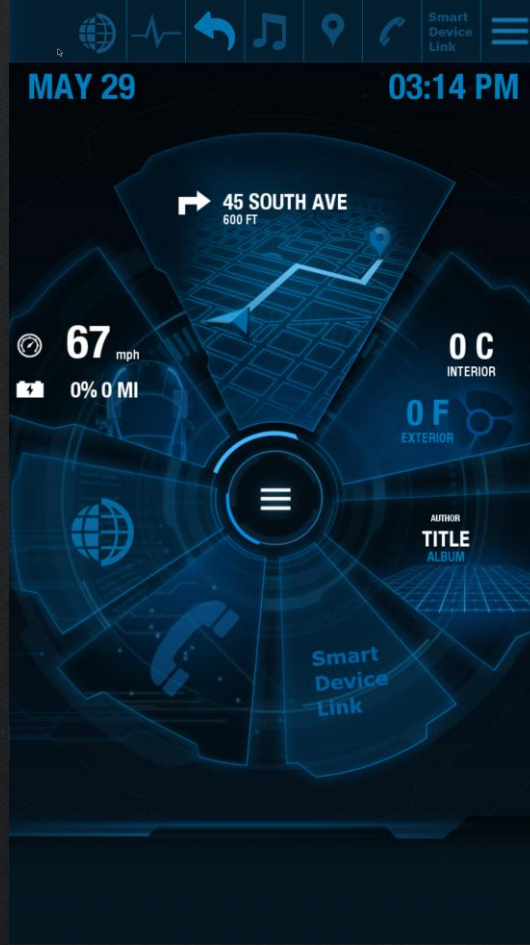 Smart
Device
Link
MAY 29
03:14 PM
45 SOUTH AVE
600 FT
67 mph
0% 0 MI
0 C
INTERIOR
0 F
EXTERIOR
AUTHOR
TITLE
ALBUM
Smart
Device
Link